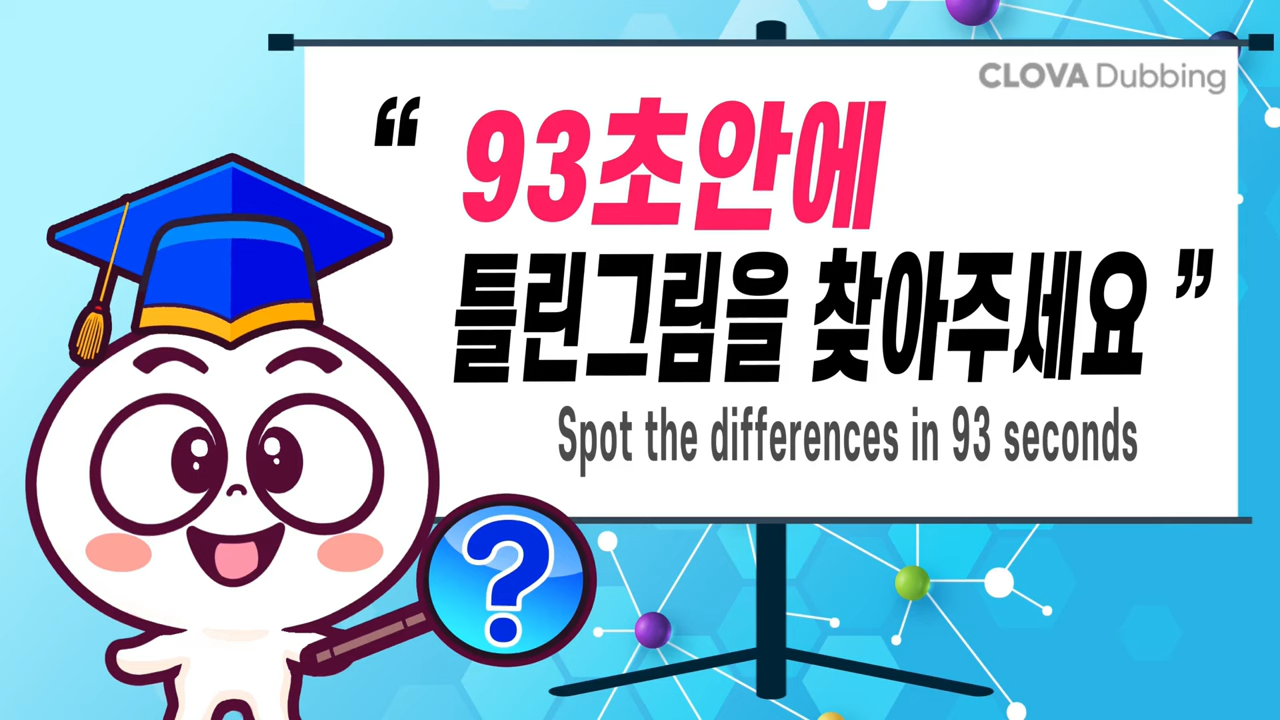 CLOVA Dubbing
“ 93초안에
틀린그림을 찾아주세요 ”
Spot the differences in 93 seconds
?